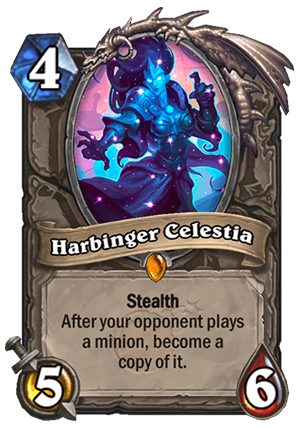 4
Harbinger Celestia
Stealth
After your opponent plays
a minion, become a
copy of it.
5
6